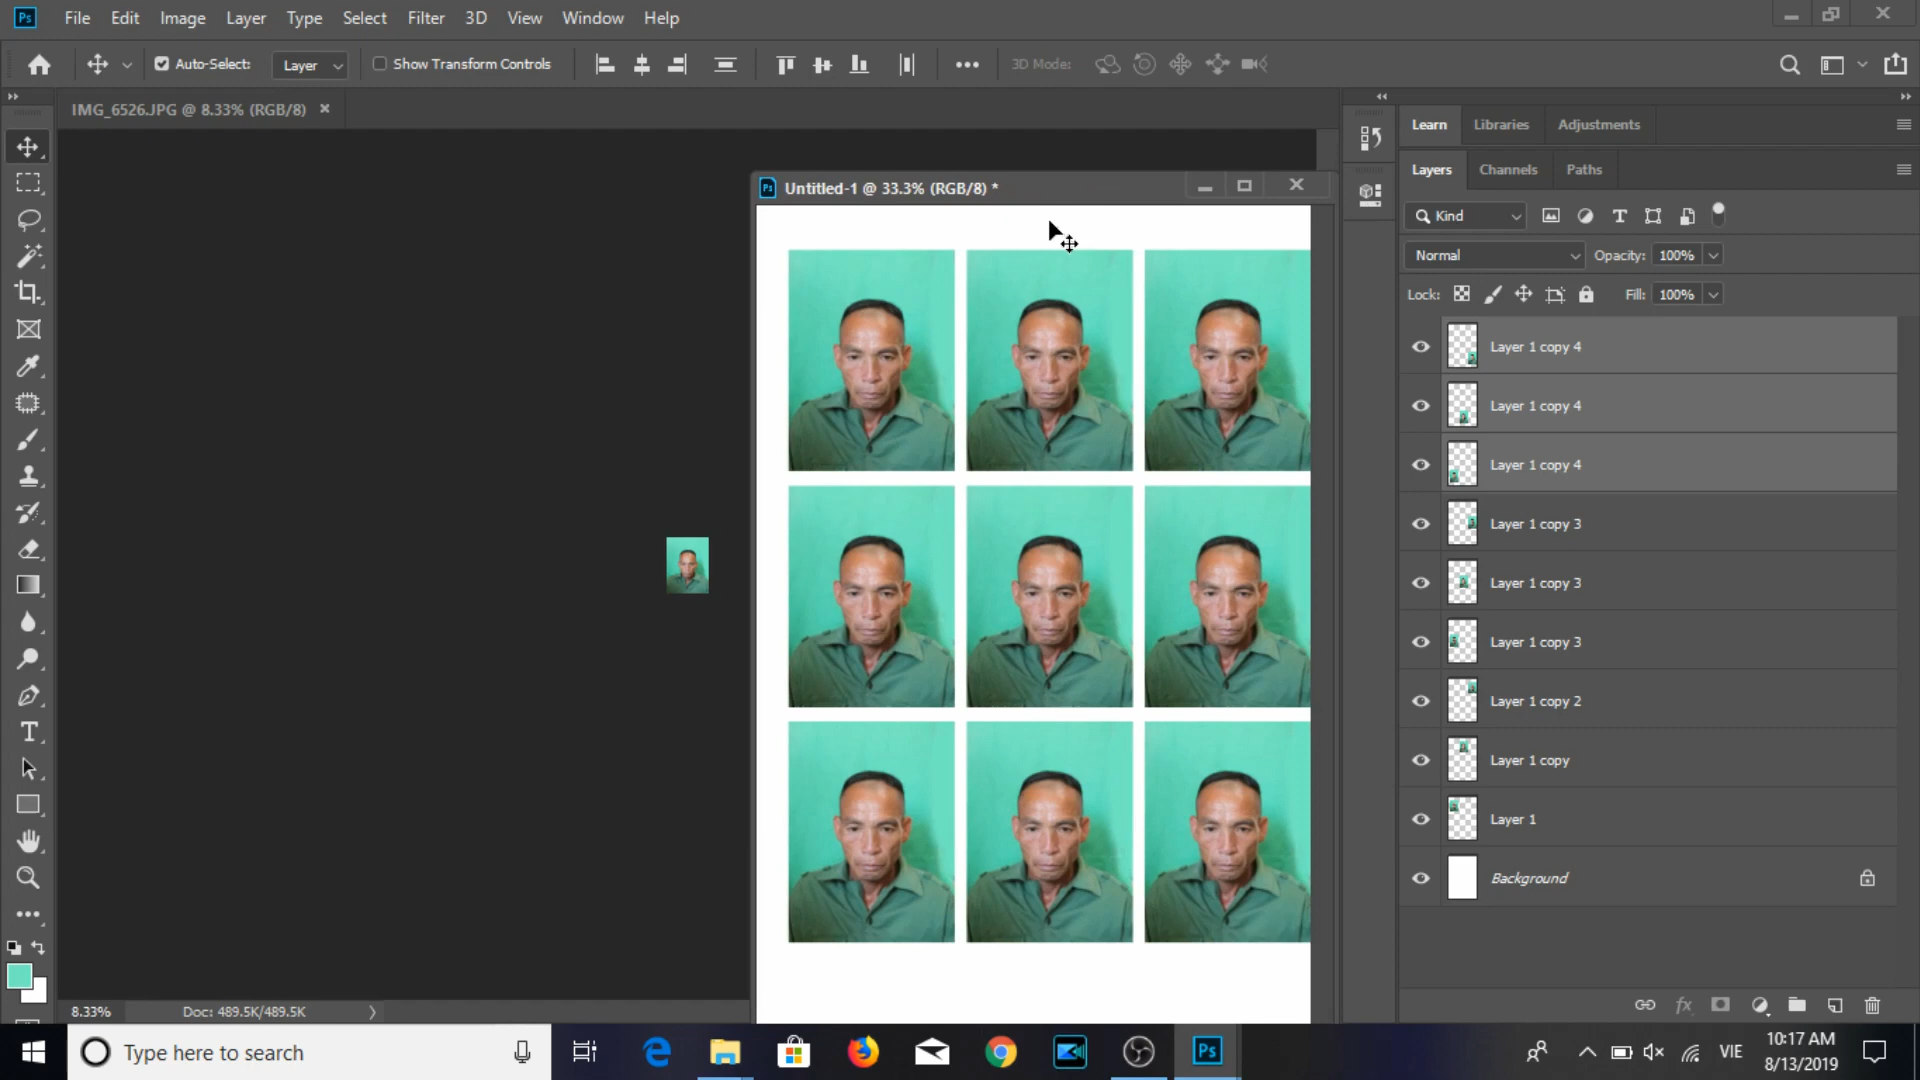 Ps File Edit Image Layer Type Select Filter 3D View Window Help
Auto-Select: Layer Show Transform Controls 3D Mode:
IMG_6526.JPG @ 8.33% (RGB/8)
Ps Untitled-1 @ 33.3% (RGB/8) *
Learn Libraries Adjustments
Layers Channels Paths
Kind
Normal Opacity: 100%
Lock: Fill: 100%
Layer 1 copy 4
Layer 1 copy 4
Layer 1 copy 4
Layer 1 copy 3
Layer 1 copy 3
Layer 1 copy 3
Layer 1 copy 2
Layer 1 copy
Layer 1
Background
fx
8.33% Doc: 489.5K/489.5K
Type here to search
Ps
VIE
10:17 AM
8/13/2019